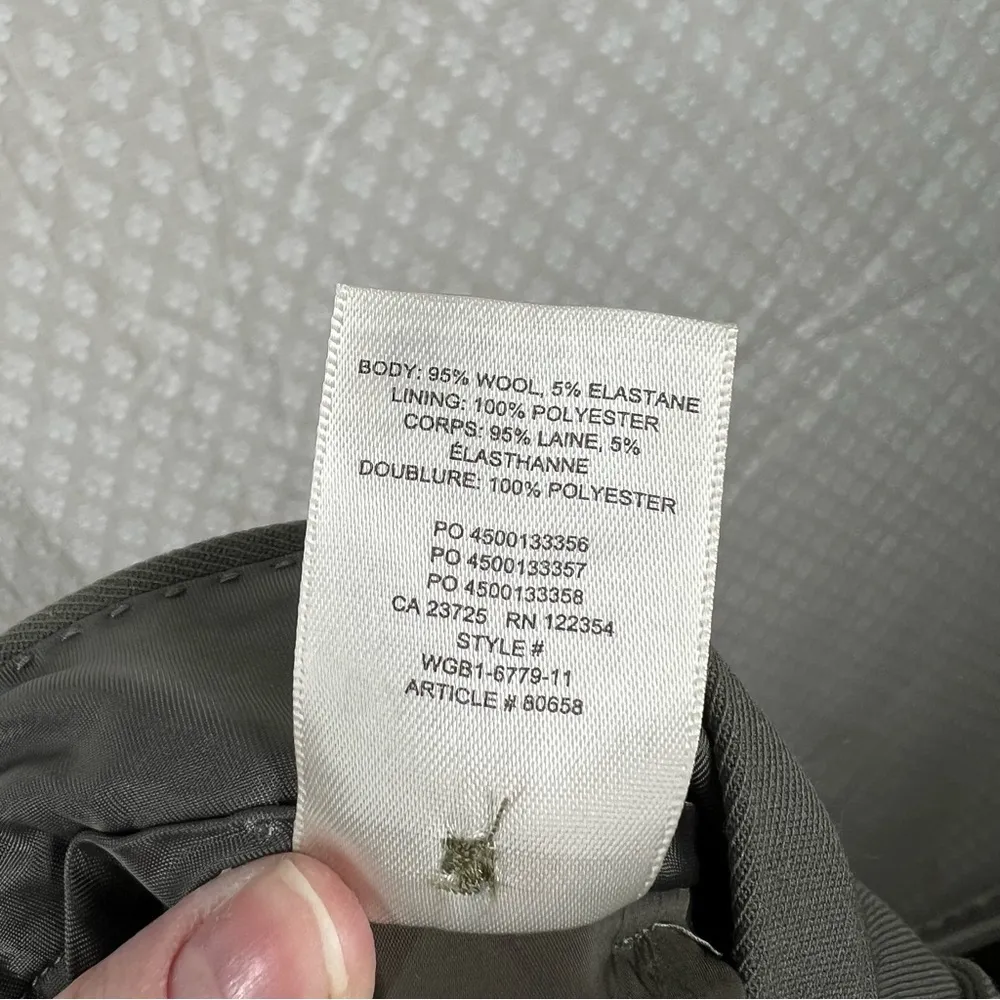 BODY: 95% WOOL, 5% ELASTANE
LINING: 100% POLYESTER
CORPS: 95% LAINE, 5%
ÉLASTHANNE
DOUBLURE: 100% POLYESTER
PO 4500133356
PO 4500133357
PO 4500133358
CA 23725 RN 122354
STYLE #
WGB1-6779-11
ARTICLE # 80658